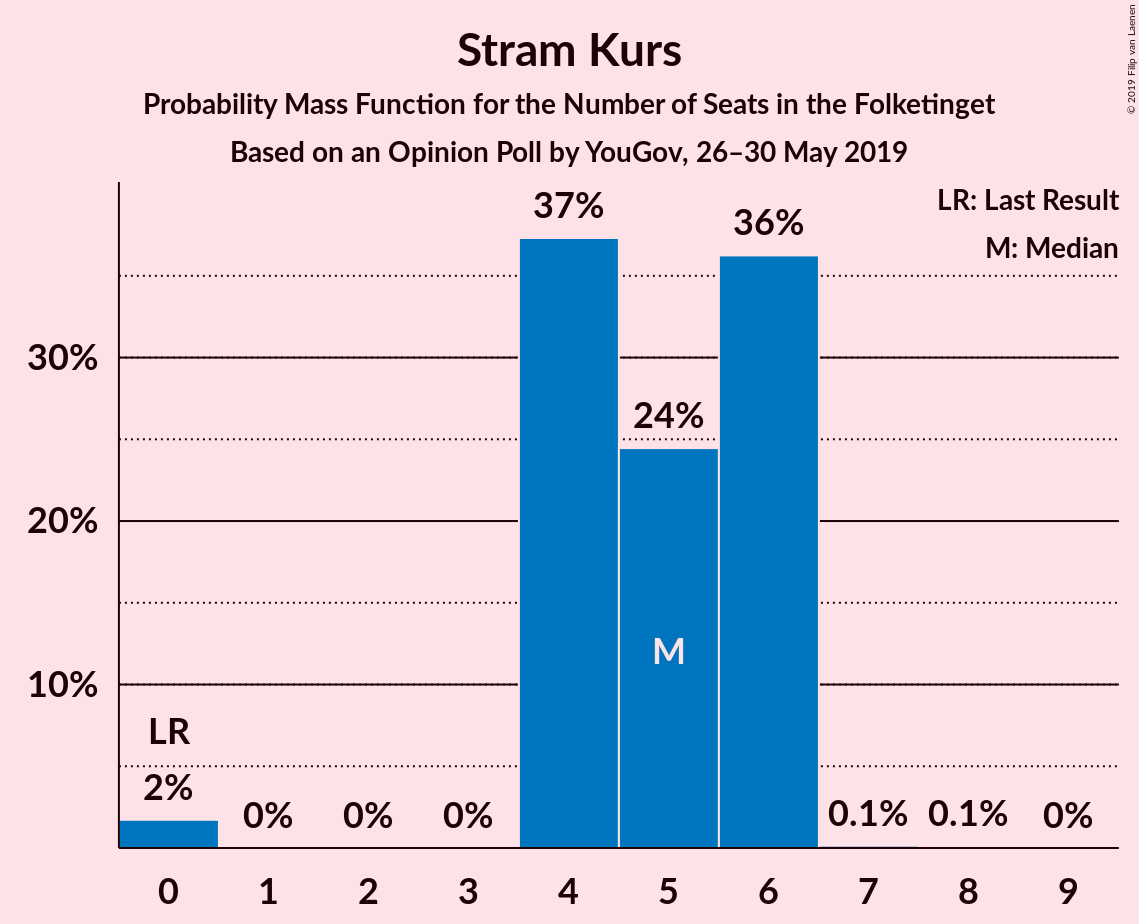 Stram Kurs
Probability Mass Function for the Number of Seats in the Folketinget
Based on an Opinion Poll by YouGov, 26–30 May 2019
© 2019 Filip van Laenen
LR: Last Result
M: Median
37%
36%
30%
24%
20%
M
10%
LR
2%
0%
0%
0%
0.1%
0.1%
0%
0 1 2 3 4 5 6 7 8 9